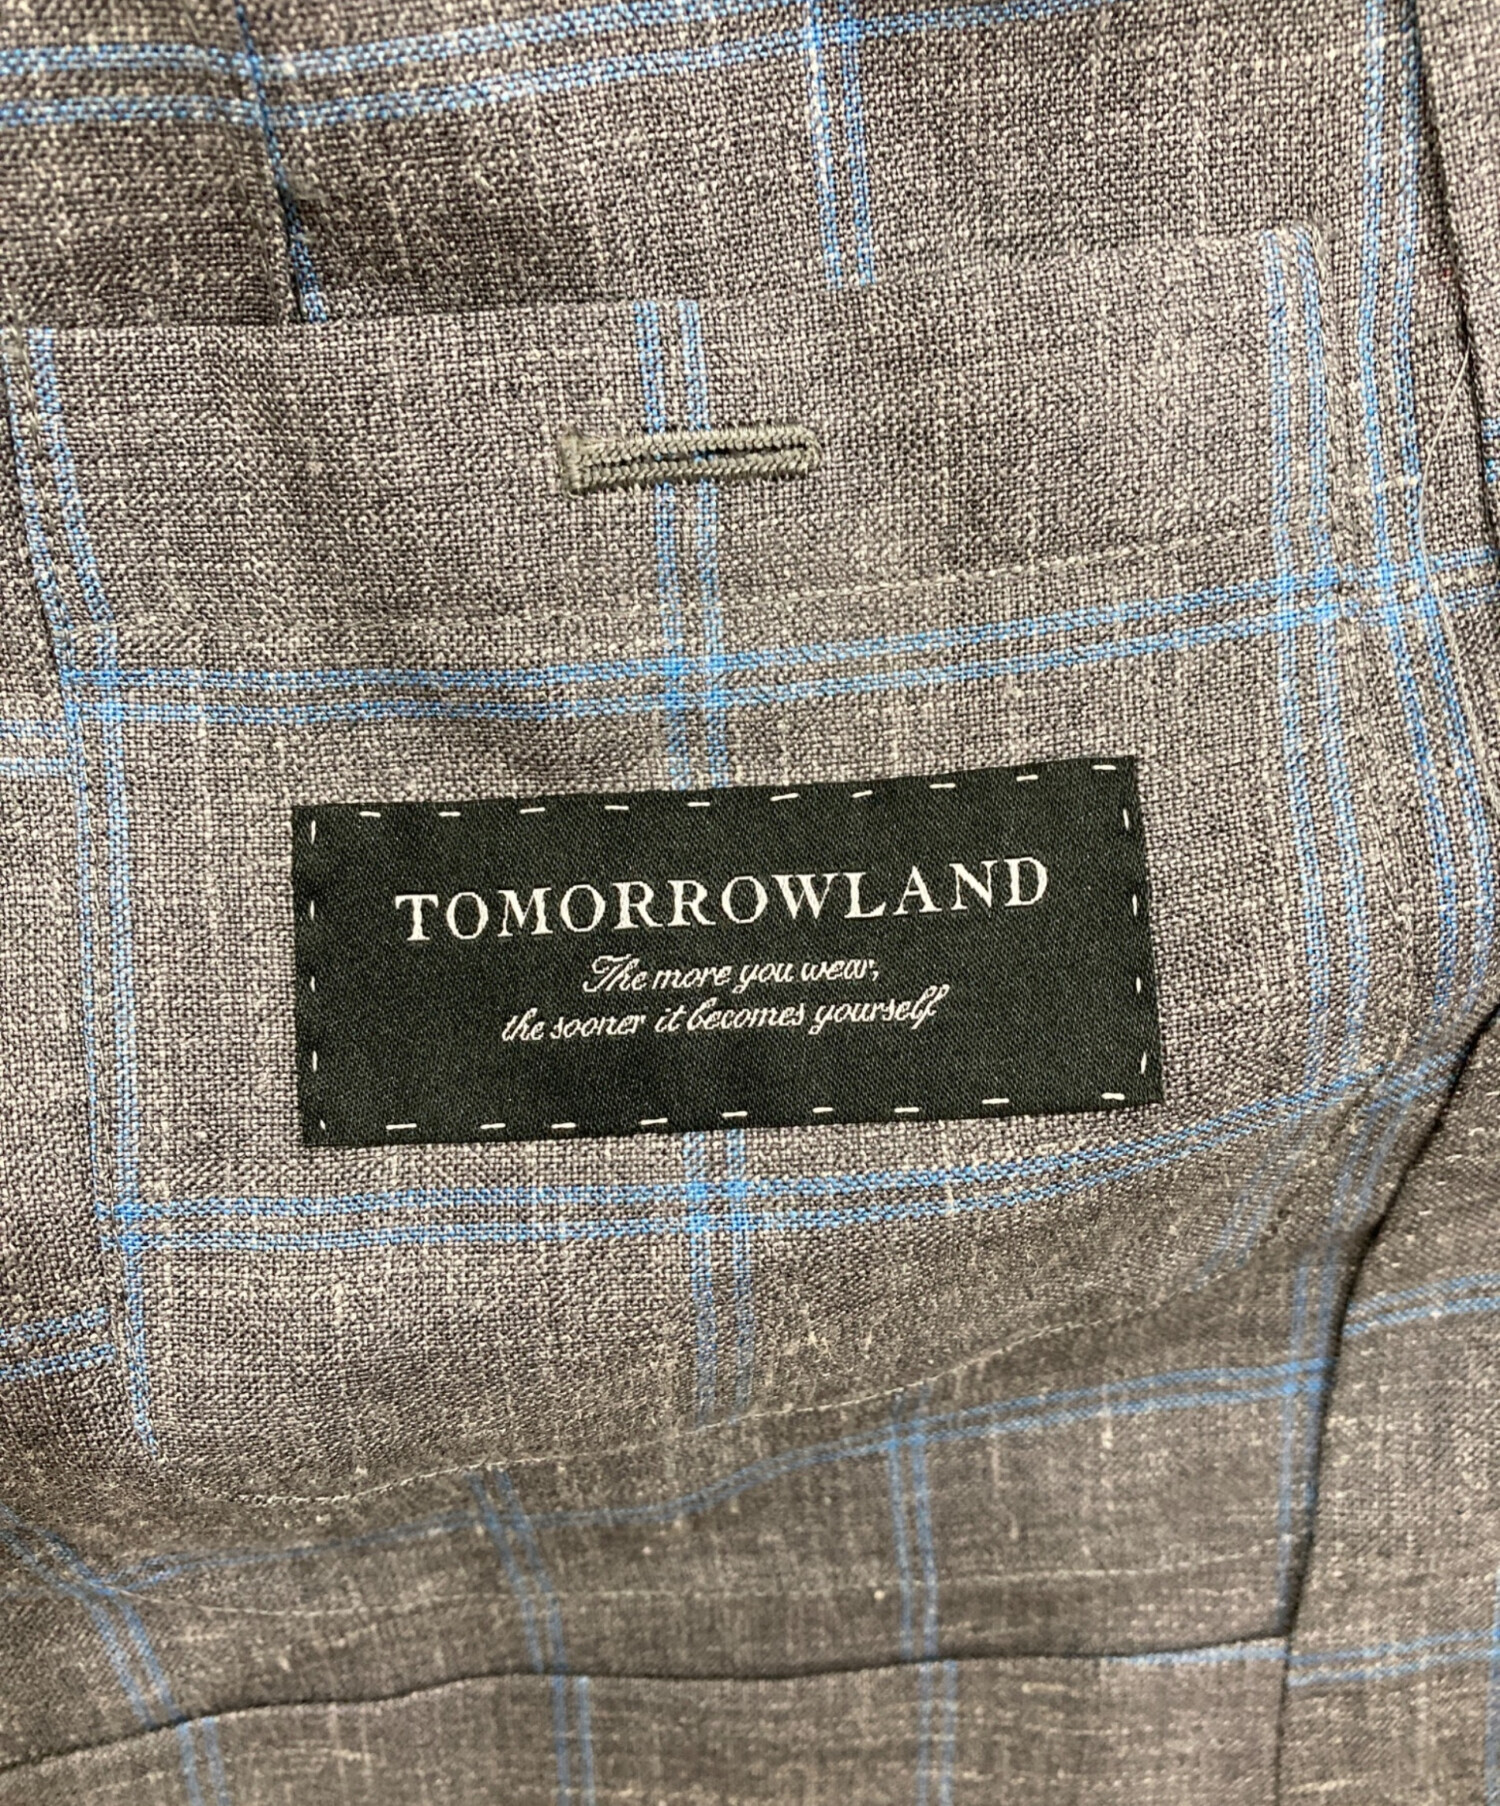 TOMORROWLAND
The more you wear,
the sooner it becomes yourself